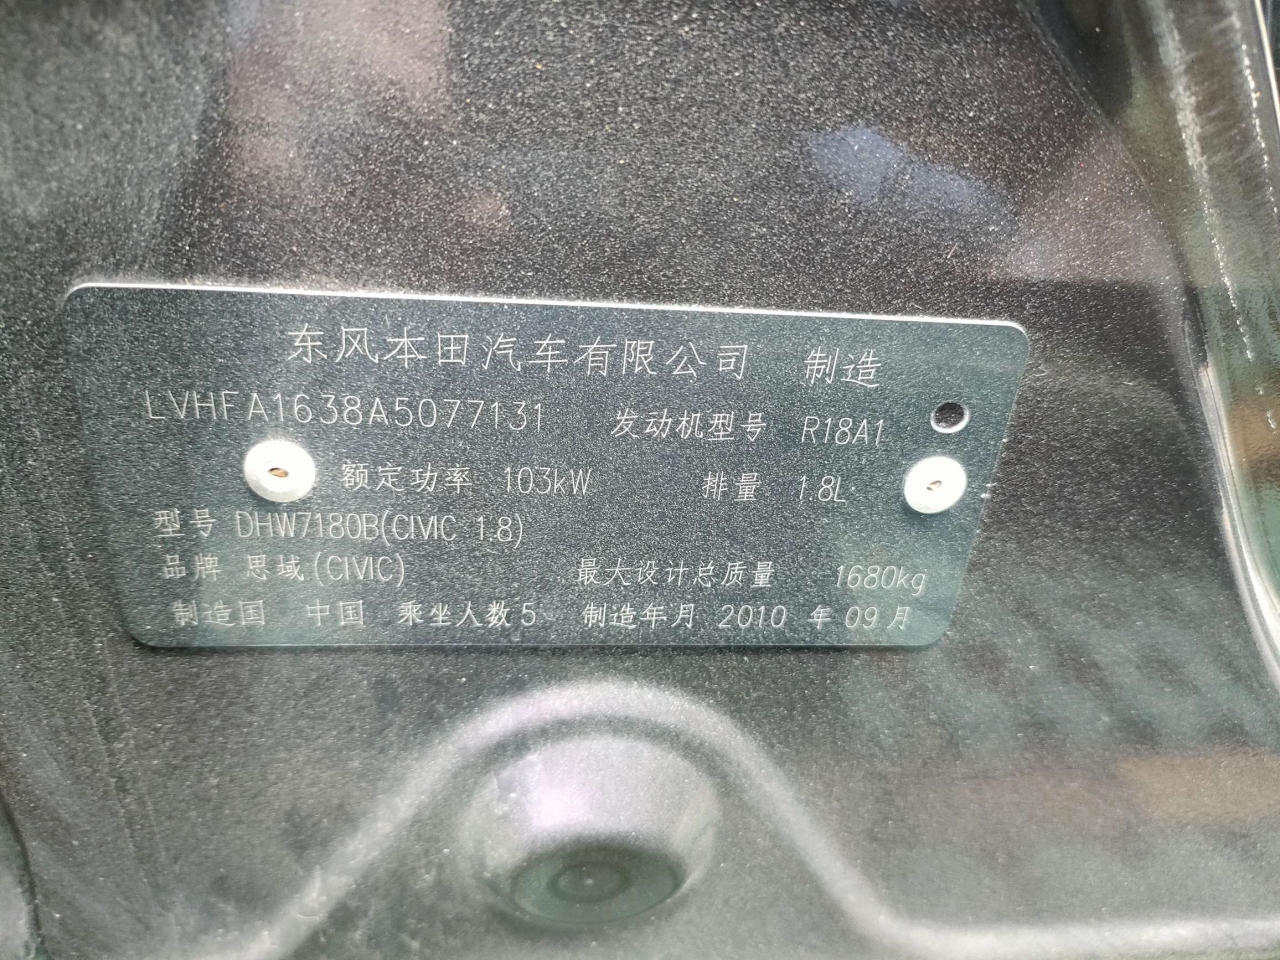 东风本田汽车有限公司 制造
LVHFA1638A5077131 发动机型号 R18A1
额定功率 103kW 排量 1.8L
型号 DHW7180B(CIVIC 1.8)
品牌 思域(CIVIC) 最大设计总质量 1680kg
制造国 中国 乘坐人数 5 制造年月 2010 年 09 月